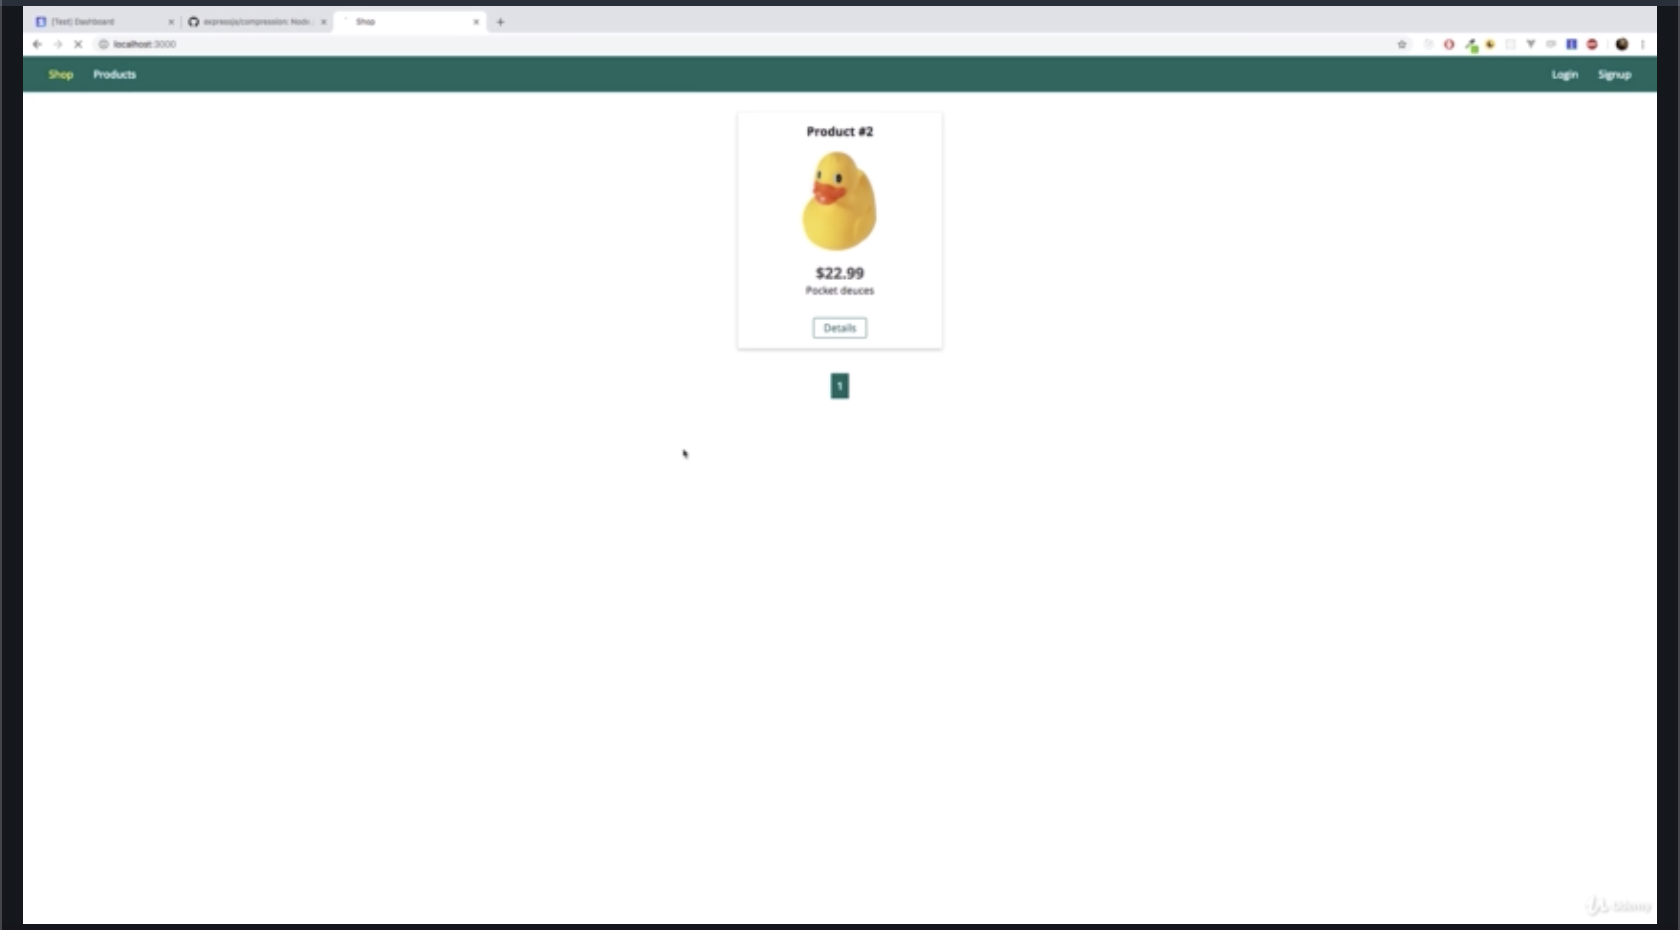 [Test] Dashboard
expressjs/compression: Node.
Shop
localhost:3000
Shop Products Login Signup
Product #2
$22.99
Pocket deuces
Details
1
Udemy